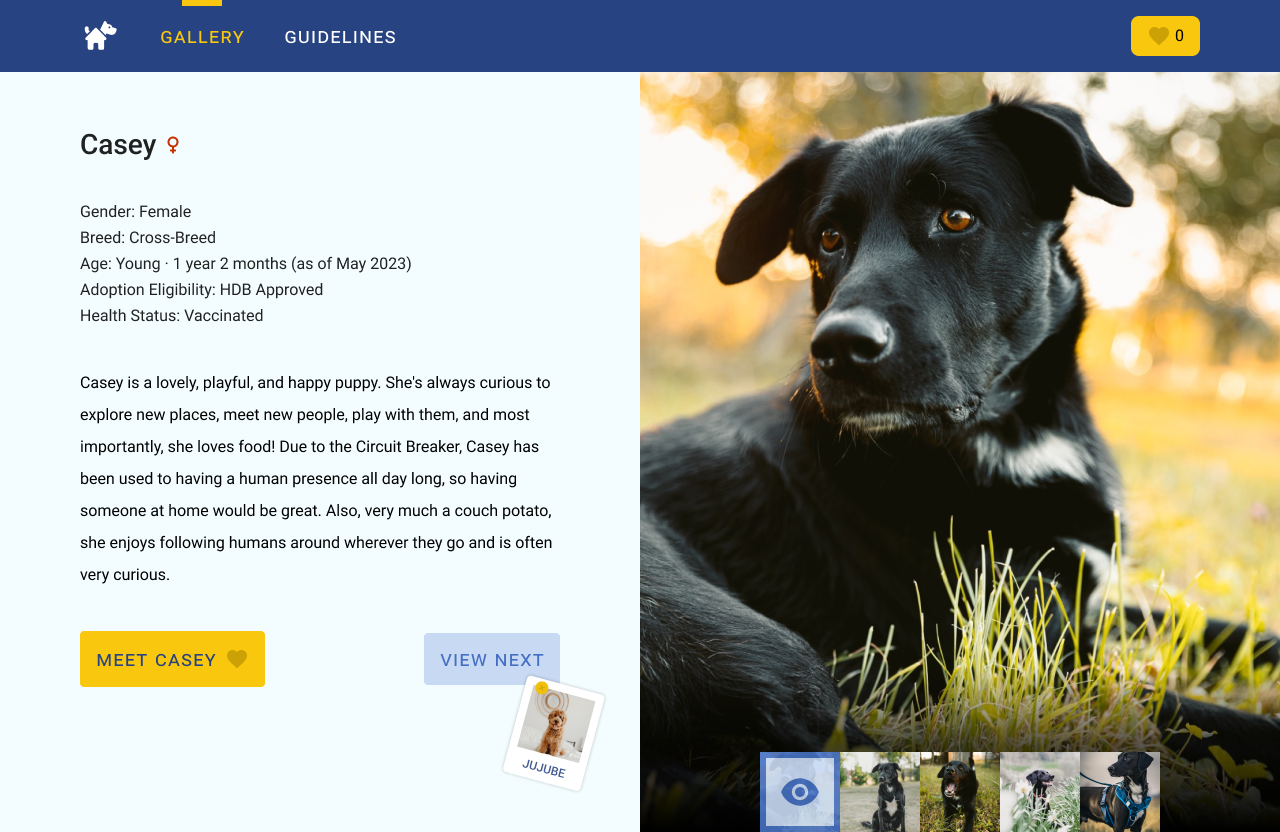 GALLERY
GUIDELINES
0
Casey
Gender: Female
Breed: Cross-Breed
Age: Young · 1 year 2 months (as of May 2023)
Adoption Eligibility: HDB Approved
Health Status: Vaccinated
Casey is a lovely, playful, and happy puppy. She's always curious to
explore new places, meet new people, play with them, and most
importantly, she loves food! Due to the Circuit Breaker, Casey has
been used to having a human presence all day long, so having
someone at home would be great. Also, very much a couch potato,
she enjoys following humans around wherever they go and is often
very curious.
MEET CASEY
VIEW NEXT
JUJUBE